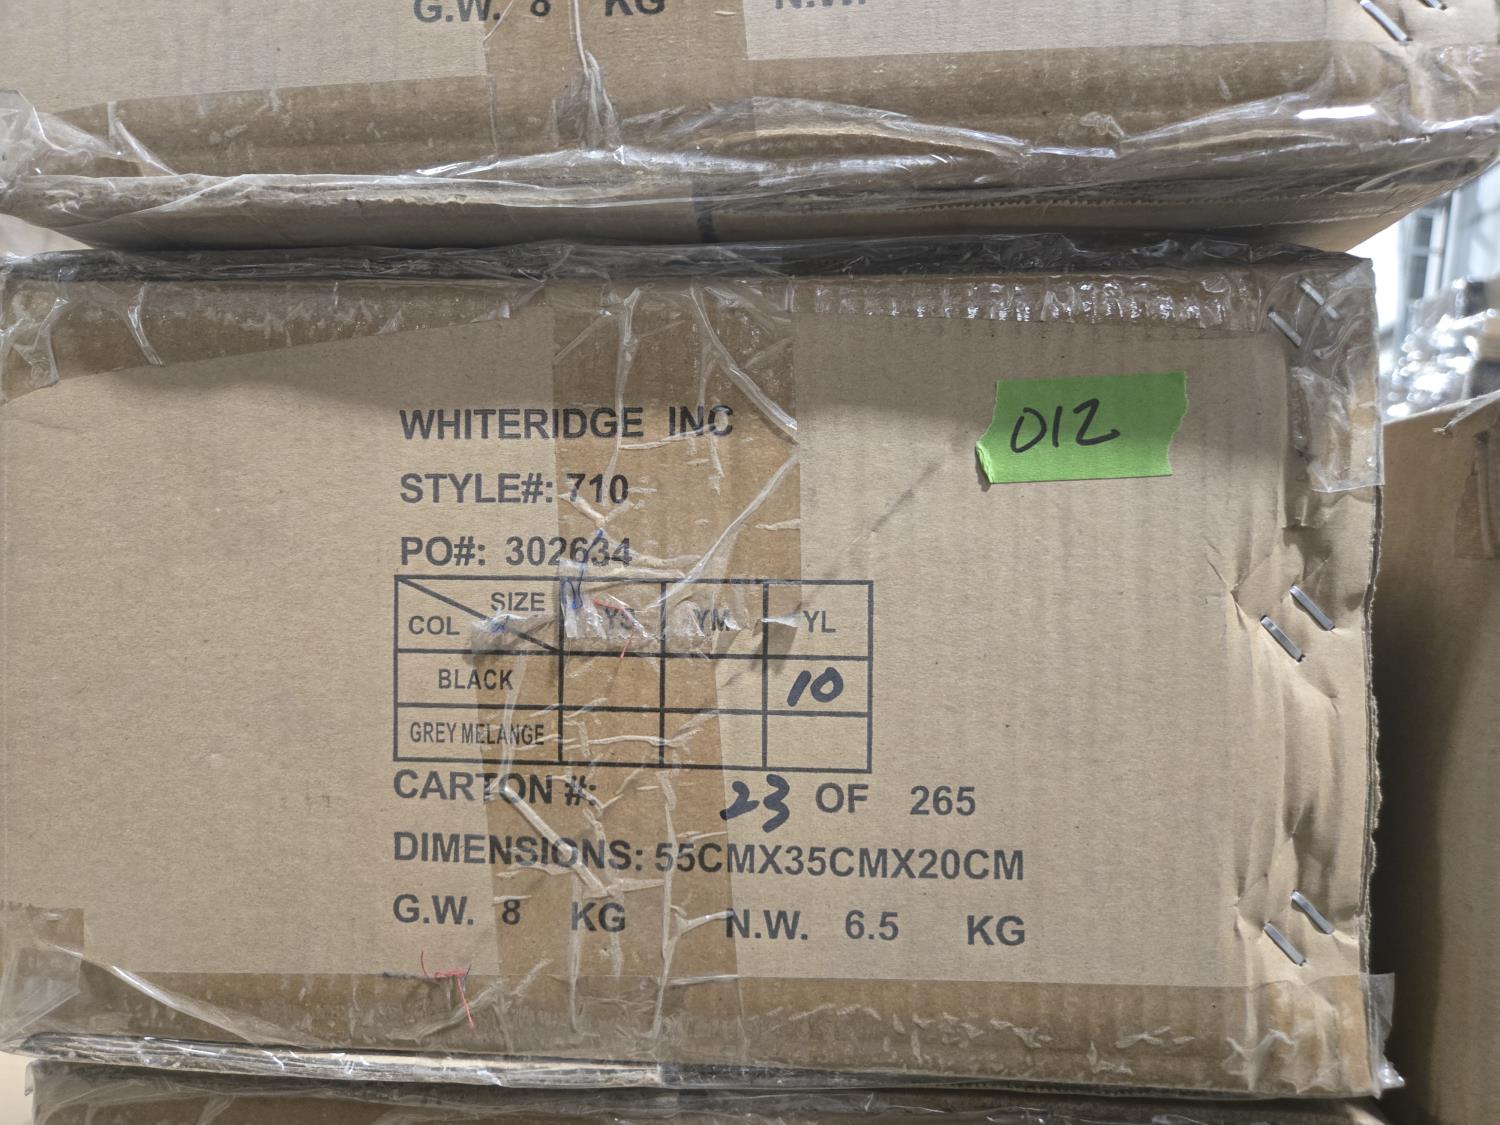 G.W. 8 KG N.W.
WHITERIDGE INC
012
STYLE#: 710
PO#: 302634
SIZE
COL YS YM YL
BLACK 10
GREY MELANGE
CARTON #: 23 OF 265
DIMENSIONS: 55CMX35CMX20CM
G.W. 8 KG N.W. 6.5 KG